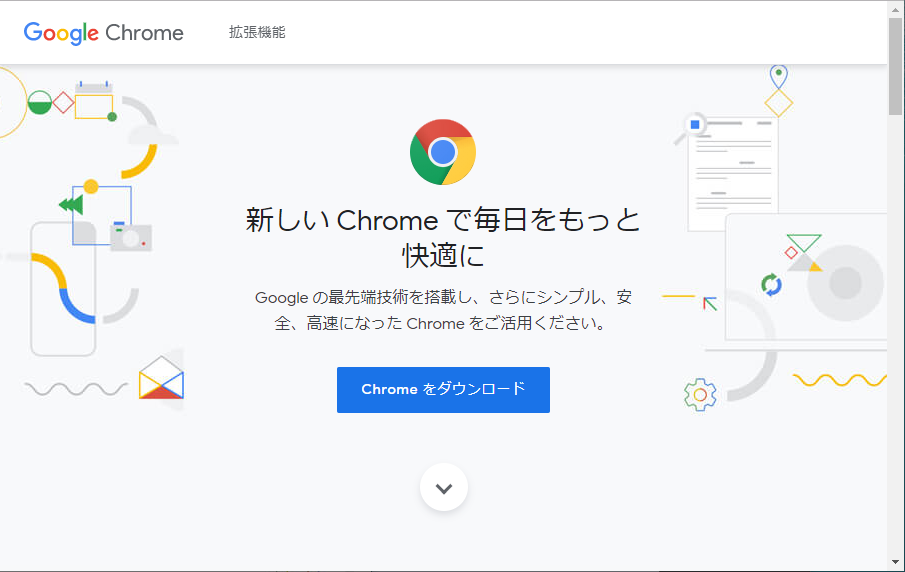 Google Chrome 拡張機能
新しい Chrome で毎日をもっと
快適に
Google の最先端技術を搭載し、さらにシンプル、安
全、高速になった Chrome をご活用ください。
Chrome をダウンロード